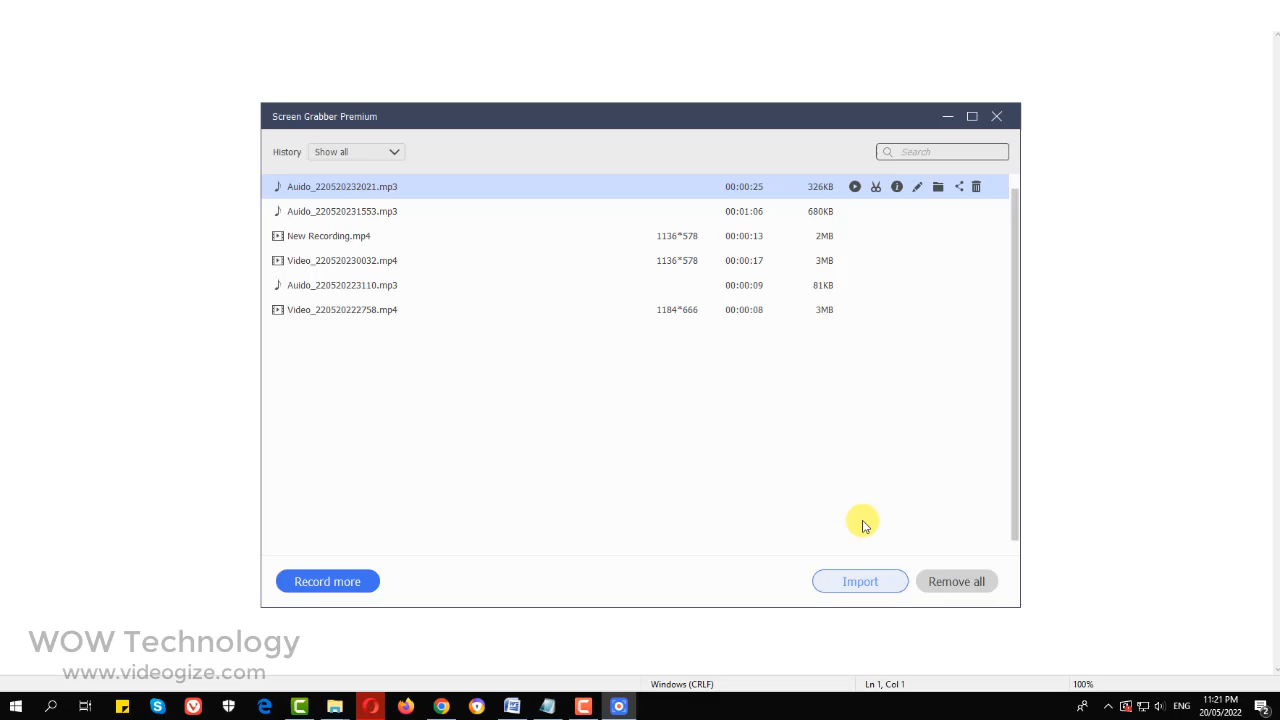 Screen Grabber Premium
History Show all Search
Auido_220520232021.mp3 00:00:25 326KB
Auido_220520231553.mp3 00:01:06 680KB
New Recording.mp4 1136*578 00:00:13 2MB
Video_220520230032.mp4 1136*578 00:00:17 3MB
Auido_220520223110.mp3 00:00:09 81KB
Video_220520222758.mp4 1184*666 00:00:08 3MB
Record more Import Remove all
WOW Technology
www.videogize.com
Windows (CRLF) Ln 1, Col 1 100%
ENG 11:21 PM
20/05/2022 2